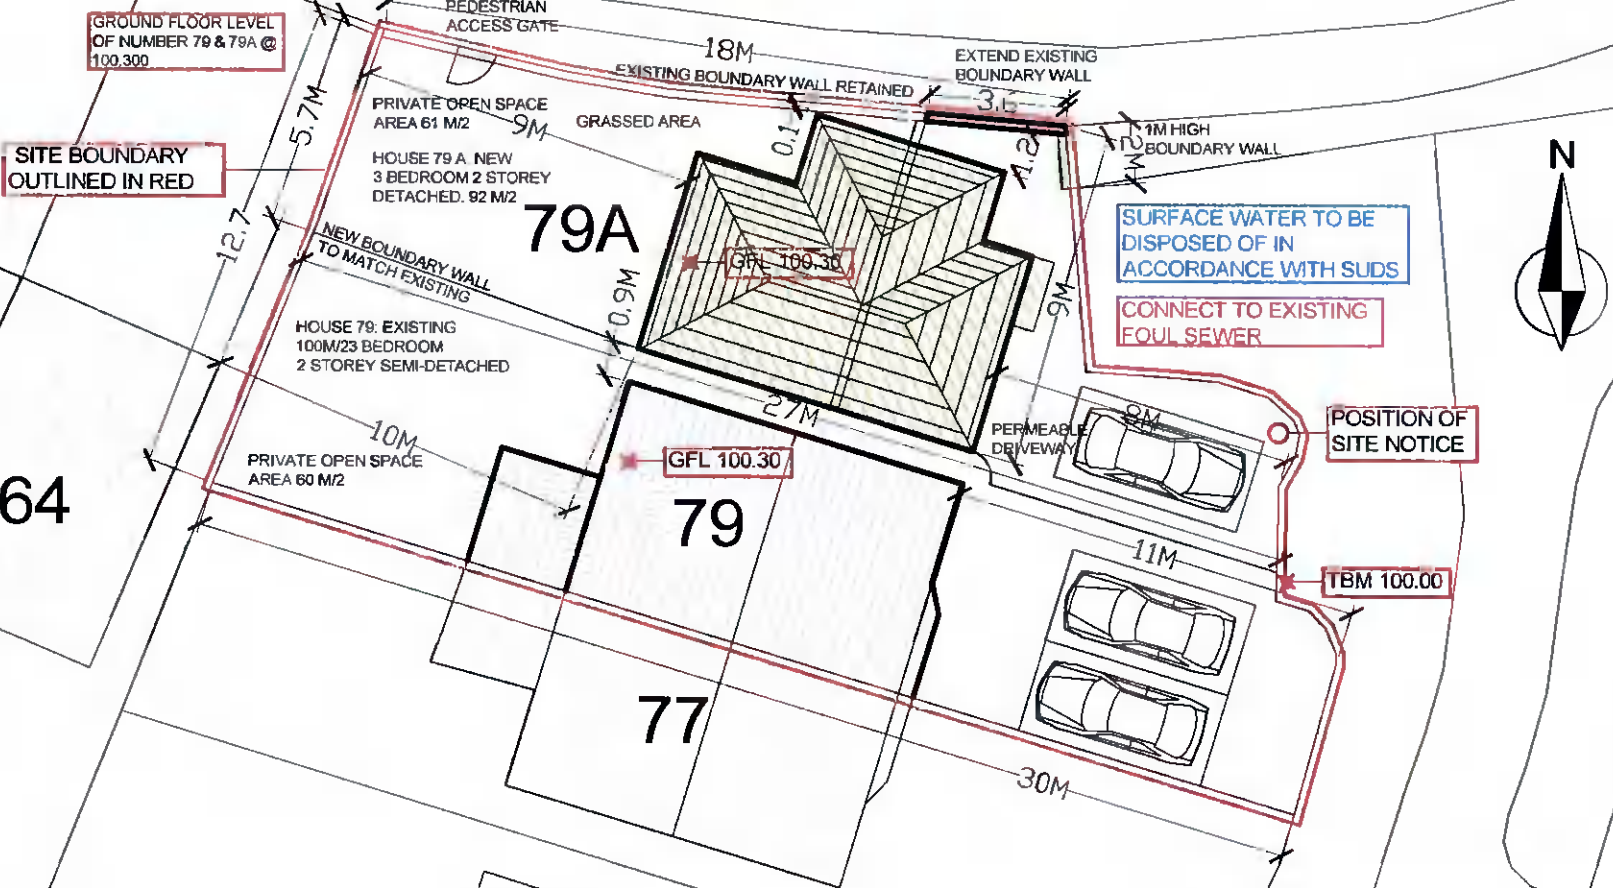 GROUND FLOOR LEVEL
OF NUMBER 79 & 79A @
100.300
PEDESTRIAN
ACCESS GATE
18M
EXISTING BOUNDARY WALL RETAINED
EXTEND EXISTING
BOUNDARY WALL
3.6
1M HIGH
BOUNDARY WALL
2M
1.2
0.1
5.7M
12.7
SITE BOUNDARY
OUTLINED IN RED
PRIVATE OPEN SPACE
AREA 61 M/2
9M
GRASSED AREA
HOUSE 79 A. NEW
3 BEDROOM 2 STOREY
DETACHED. 92 M/2
79A
GFL 100.30
N
SURFACE WATER TO BE
DISPOSED OF IN
ACCORDANCE WITH SUDS
CONNECT TO EXISTING
FOUL SEWER
9M
NEW BOUNDARY WALL
TO MATCH EXISTING
0.9M
HOUSE 79: EXISTING
100M/23 BEDROOM
2 STOREY SEMI-DETACHED
27M
8M
PERMEABLE
DRIVEWAY
POSITION OF
SITE NOTICE
10M
PRIVATE OPEN SPACE
AREA 60 M/2
GFL 100.30
64
79
11M
TBM 100.00
77
30M